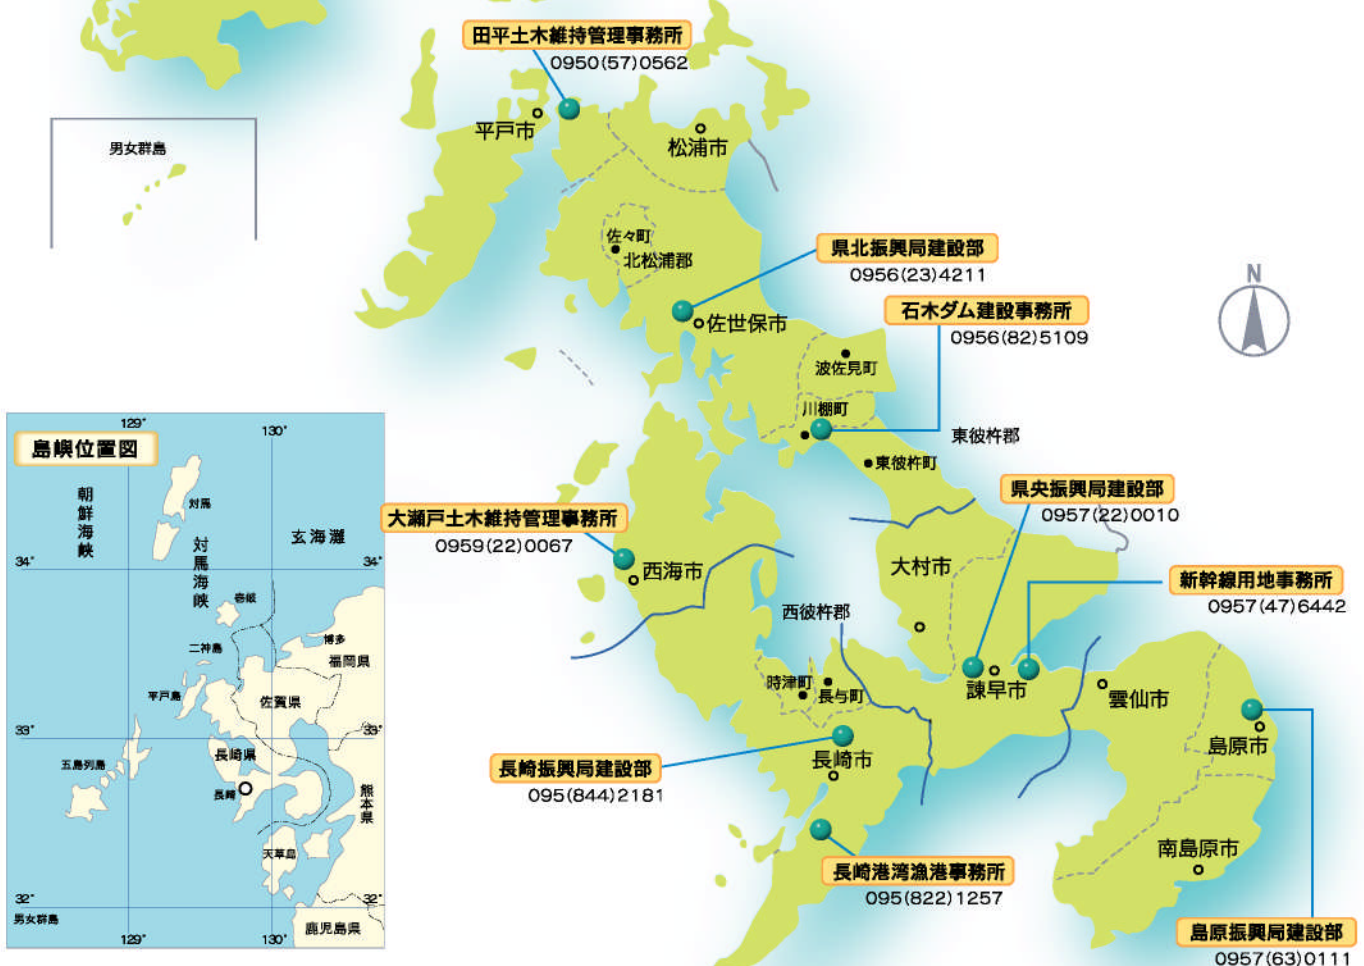 田平土木維持管理事務所
0950(57)0562
平戸市
松浦市
男女群島
佐々町
北松浦郡
県北振興局建設部
0956(23)4211
佐世保市
石木ダム建設事務所
0956(82)5109
波佐見町
川棚町
東彼杵郡
東彼杵町
N
県央振興局建設部
0957(22)0010
大瀬戸土木維持管理事務所
0959(22)0067
西海市
大村市
新幹線用地事務所
0957(47)6442
西彼杵郡
時津町
長与町
諫早市
雲仙市
島原市
長崎振興局建設部
095(844)2181
長崎市
南島原市
長崎港湾漁港事務所
095(822)1257
島原振興局建設部
0957(63)0111
島嶼位置図
129°
130°
朝鮮海峡
対馬
対馬海峡
玄海灘
34°
34°
壱岐
博多
福岡県
二神島
平戸島
佐賀県
33°
33°
長崎県
五島列島
長崎
熊本県
天草島
32°
32°
男女群島
鹿児島県
129°
130°